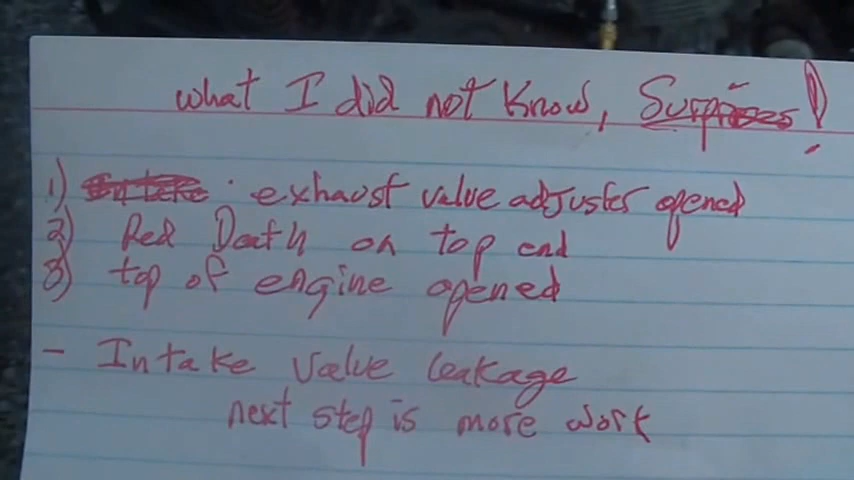 what I did not Know, Surprises!
1) exhaust value adjuster opened
2) Red Death on top end
3) top of engine opened
- Intake Value leakage
next step is more work